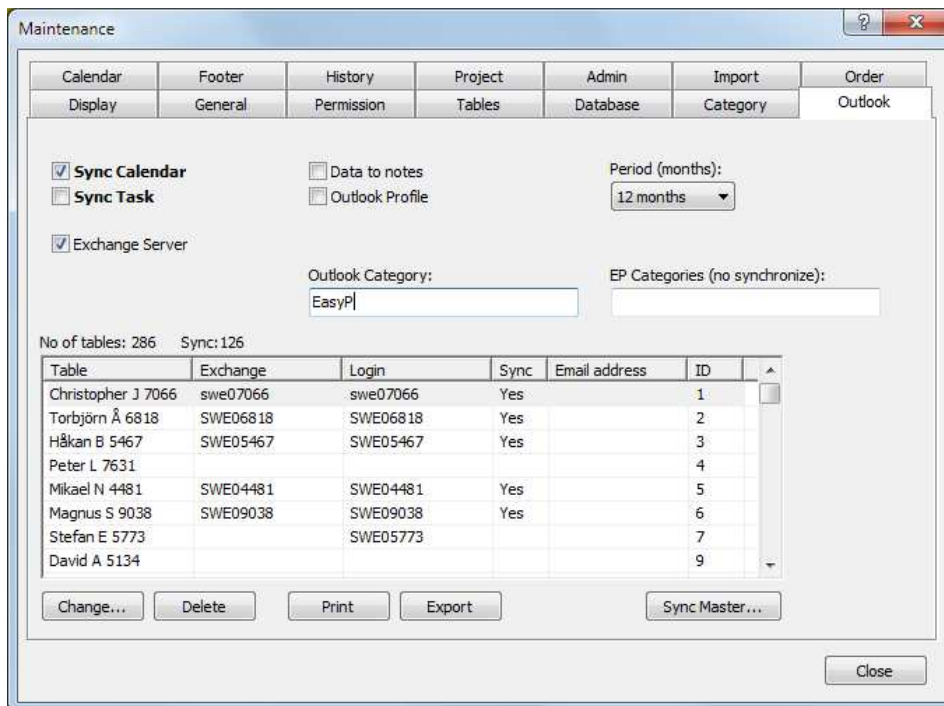 Maintenance
Calendar Footer History Project Admin Import Order
Display General Permission Tables Database Category Outlook
Sync Calendar Data to notes Period (months):
Sync Task Outlook Profile 12 months
Exchange Server
Outlook Category: EP Categories (no synchronize):
EasyP
No of tables: 286 Sync: 126
Table Exchange Login Sync Email address ID
Christopher J 7066 swe07066 swe07066 Yes 1
Torbjörn Å 6818 SWE06818 SWE06818 Yes 2
Håkan B 5467 SWE05467 SWE05467 Yes 3
Peter L 7631 4
Mikael N 4481 SWE04481 SWE04481 Yes 5
Magnus S 9038 SWE09038 SWE09038 Yes 6
Stefan E 5773 SWE05773 7
David A 5134 9
Change... Delete Print Export Sync Master...
Close